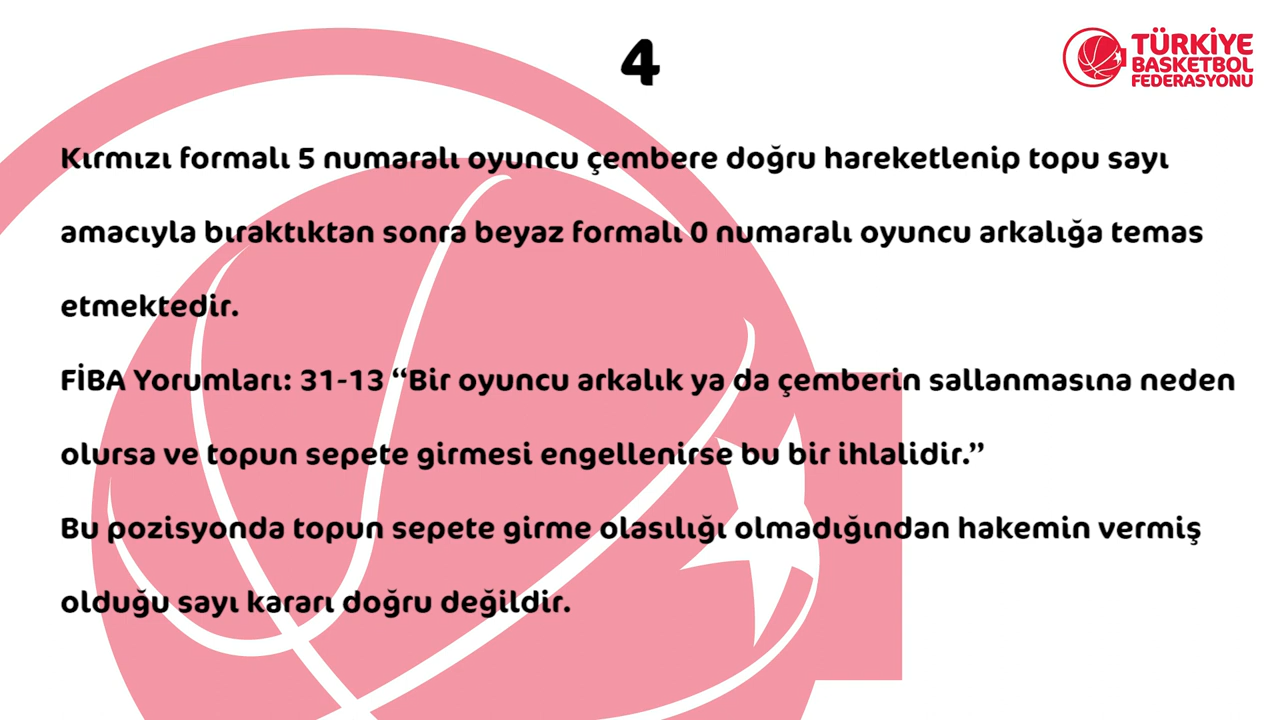 4
TÜRKİYE
BASKETBOL
FEDERASYONU
Kırmızı formalı 5 numaralı oyuncu çembere doğru hareketlenip topu sayı
amacıyla bıraktıktan sonra beyaz formalı 0 numaralı oyuncu arkalığa temas
etmektedir.
FİBA Yorumları: 31-13 “Bir oyuncu arkalık ya da çemberin sallanmasına neden
olursa ve topun sepete girmesi engellenirse bu bir ihlalidir.”
Bu pozisyonda topun sepete girme olasılığı olmadığından hakemin vermiş
olduğu sayı kararı doğru değildir.